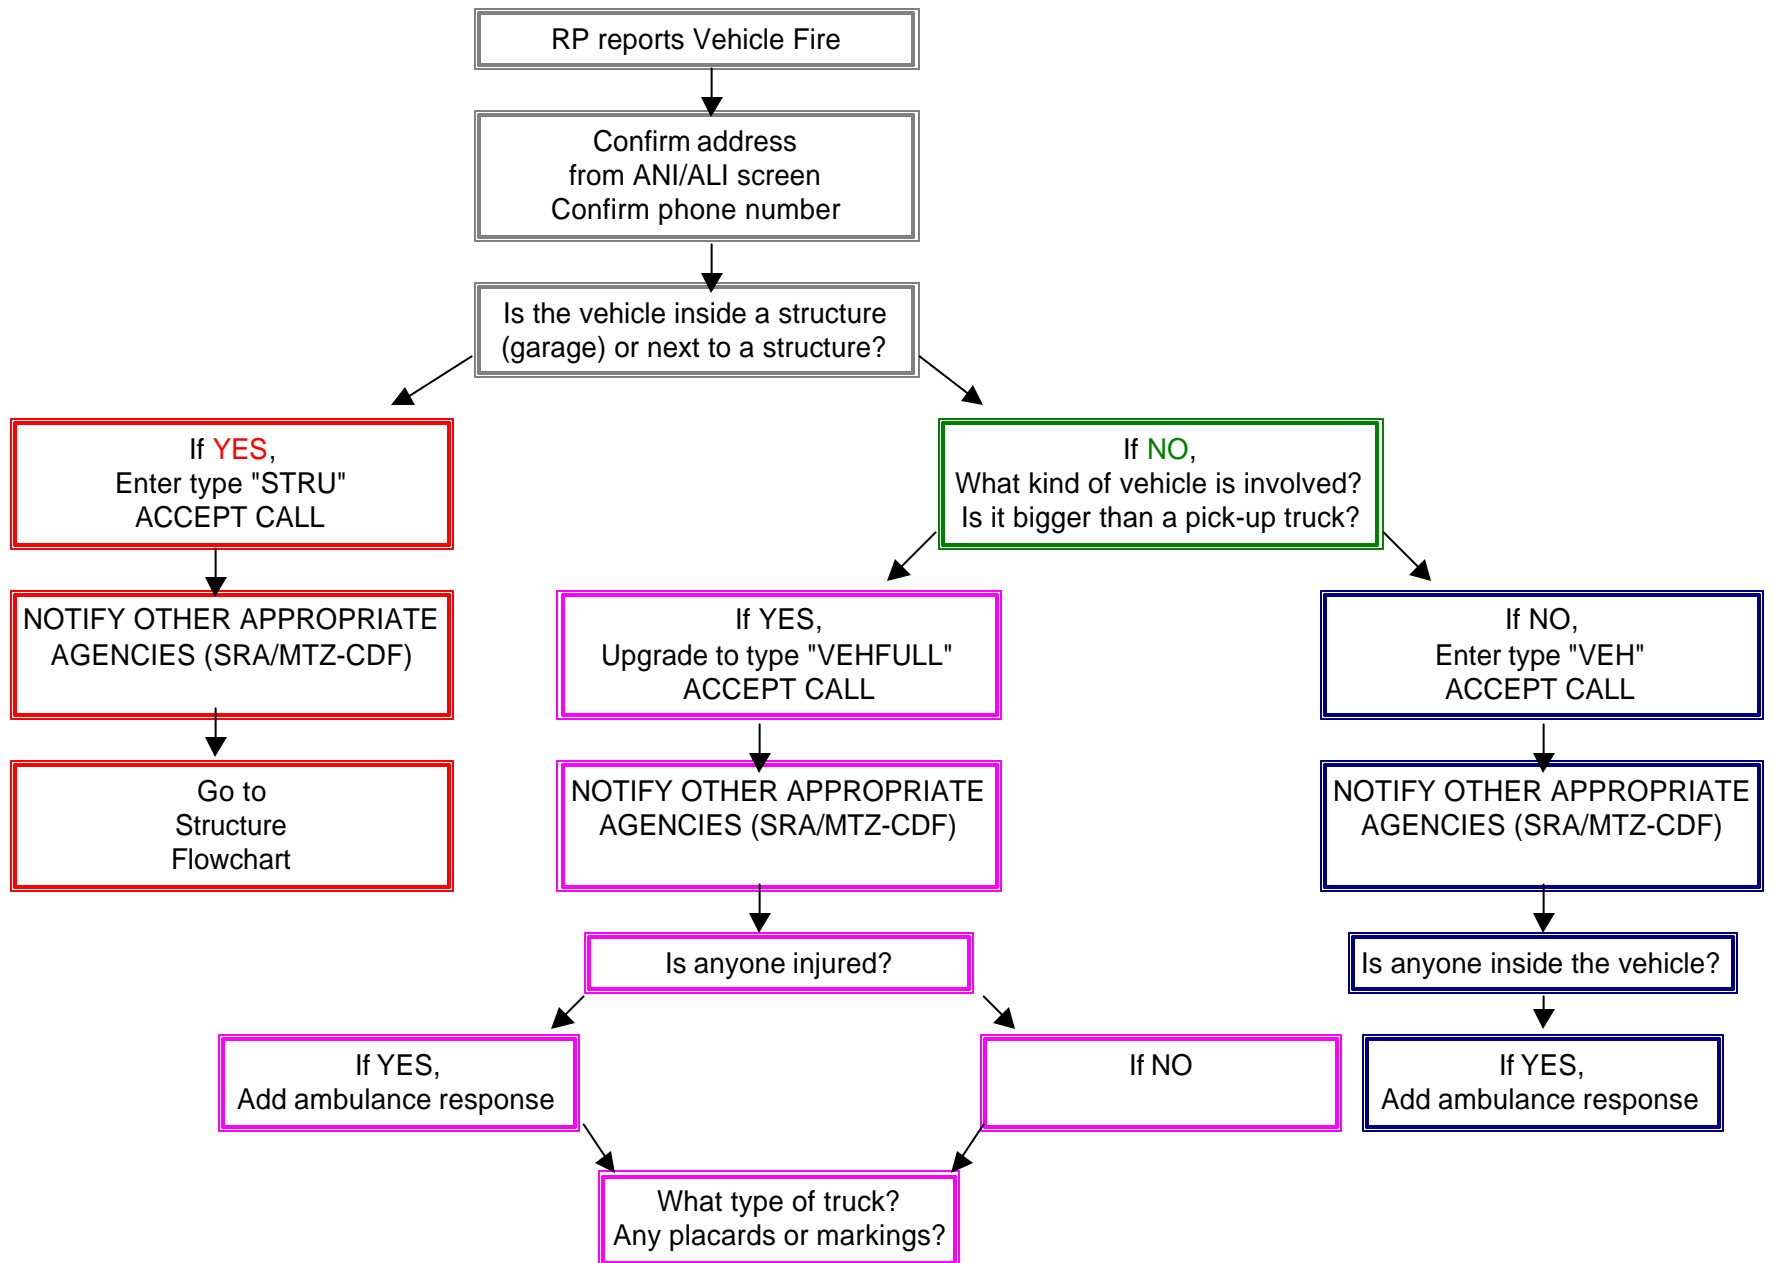 RP reports Vehicle Fire
Confirm address
from ANI/ALI screen
Confirm phone number
Is the vehicle inside a structure
(garage) or next to a structure?
If YES,
Enter type "STRU"
ACCEPT CALL
If NO,
What kind of vehicle is involved?
Is it bigger than a pick-up truck?
NOTIFY OTHER APPROPRIATE
AGENCIES (SRA/MTZ-CDF)
If YES,
Upgrade to type "VEHFULL"
ACCEPT CALL
If NO,
Enter type "VEH"
ACCEPT CALL
Go to
Structure
Flowchart
NOTIFY OTHER APPROPRIATE
AGENCIES (SRA/MTZ-CDF)
NOTIFY OTHER APPROPRIATE
AGENCIES (SRA/MTZ-CDF)
Is anyone injured?
Is anyone inside the vehicle?
If YES,
Add ambulance response
If NO
If YES,
Add ambulance response
What type of truck?
Any placards or markings?